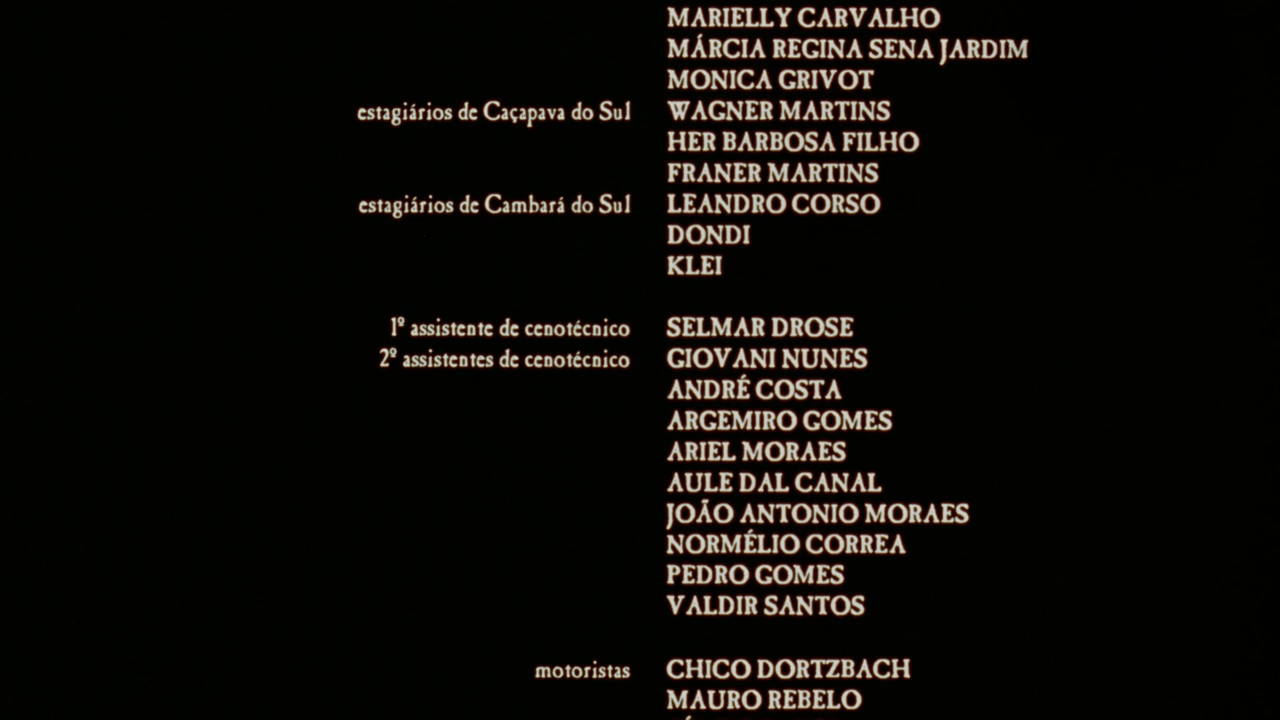 MARIELLY CARVALHO
MÁRCIA REGINA SENA JARDIM
MONICA GRIVOT
estagiários de Caçapava do Sul WAGNER MARTINS
HER BARBOSA FILHO
FRANER MARTINS
estagiários de Cambará do Sul LEANDRO CORSO
DONDI
KLEI
1º assistente de cenotécnico SELMAR DROSE
2º assistentes de cenotécnico GIOVANI NUNES
ANDRÉ COSTA
ARGEMIRO GOMES
ARIEL MORAES
AULE DAL CANAL
JOÃO ANTONIO MORAES
NORMÉLIO CORREA
PEDRO GOMES
VALDIR SANTOS
motoristas CHICO DORTZBACH
MAURO REBELO